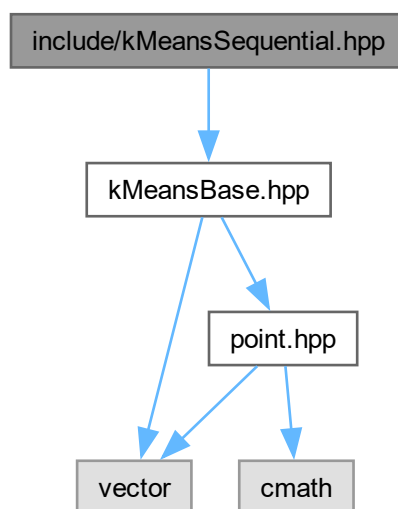 include/kMeansSequential.hpp
kMeansBase.hpp
point.hpp
vector
cmath